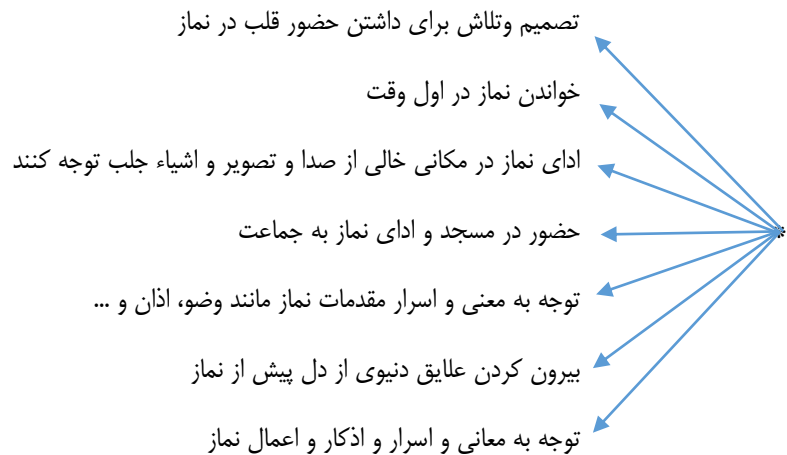 تصمیم وتلاش برای داشتن حضور قلب در نماز
خواندن نماز در اول وقت
ادای نماز در مکانی خالی از صدا و تصویر و اشیاء جلب توجه کنند
حضور در مسجد و ادای نماز به جماعت
توجه به معنی و اسرار مقدمات نماز مانند وضو، اذان و ...
بیرون کردن علایق دنیوی از دل پیش از نماز
توجه به معانی و اسرار و اذکار و اعمال نماز